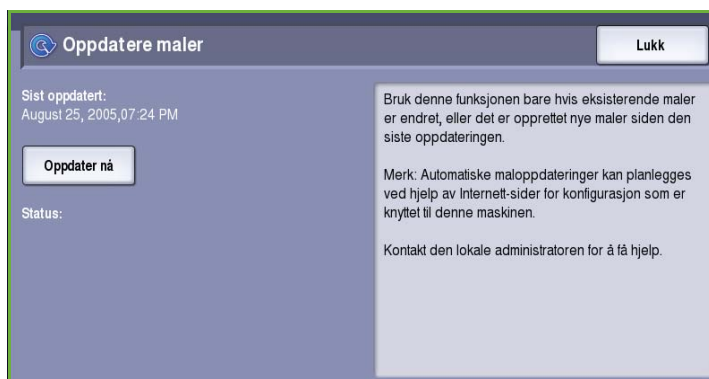 Oppdatere maler
Lukk
Sist oppdatert:
August 25, 2005,07:24 PM
Oppdater nå
Status:
Bruk denne funksjonen bare hvis eksisterende maler
er endret, eller det er opprettet nye maler siden den
siste oppdateringen.
Merk: Automatiske maloppdateringer kan planlegges
ved hjelp av Internett-sider for konfigurasjon som er
knyttet til denne maskinen.
Kontakt den lokale administratoren for å få hjelp.